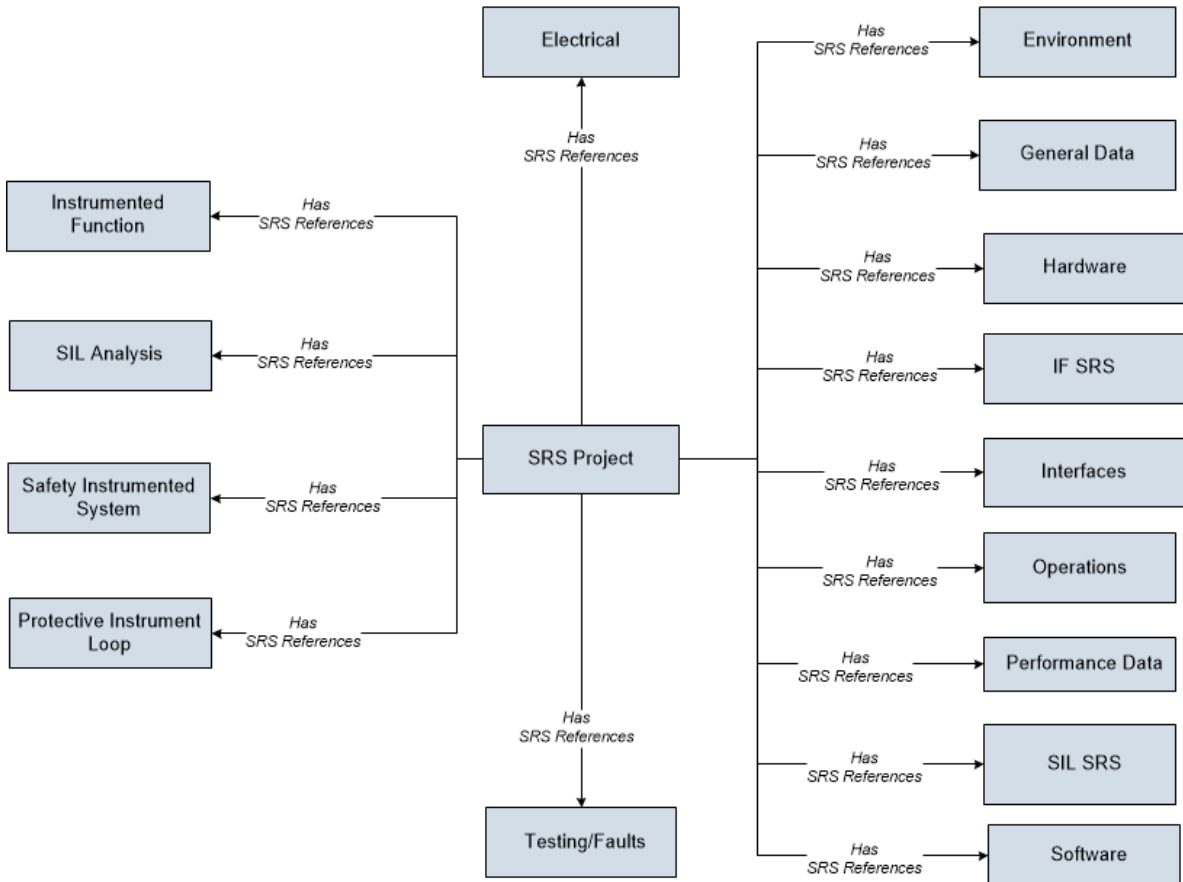 Electrical
Has
SRS References
Environment
Has
SRS References
General Data
Has
SRS References
Instrumented
Function
Has
SRS References
Has
SRS References
Hardware
SIL Analysis
Has
SRS References
Has
SRS References
IF SRS
SRS Project
Has
SRS References
Interfaces
Safety Instrumented
System
Has
SRS References
Has
SRS References
Operations
Protective Instrument
Loop
Has
SRS References
Has
SRS References
Performance Data
Has
SRS References
Has
SRS References
SIL SRS
Testing/Faults
Has
SRS References
Software